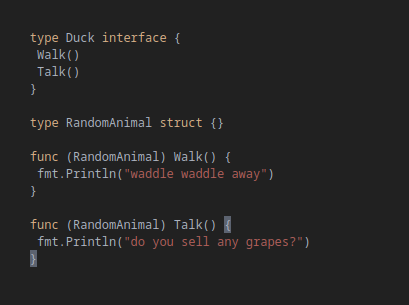 type Duck interface {
 Walk()
 Talk()
}

type RandomAnimal struct {}

func (RandomAnimal) Walk() {
 fmt.Println("waddle waddle away")
}

func (RandomAnimal) Talk() {
 fmt.Println("do you sell any grapes?")
}